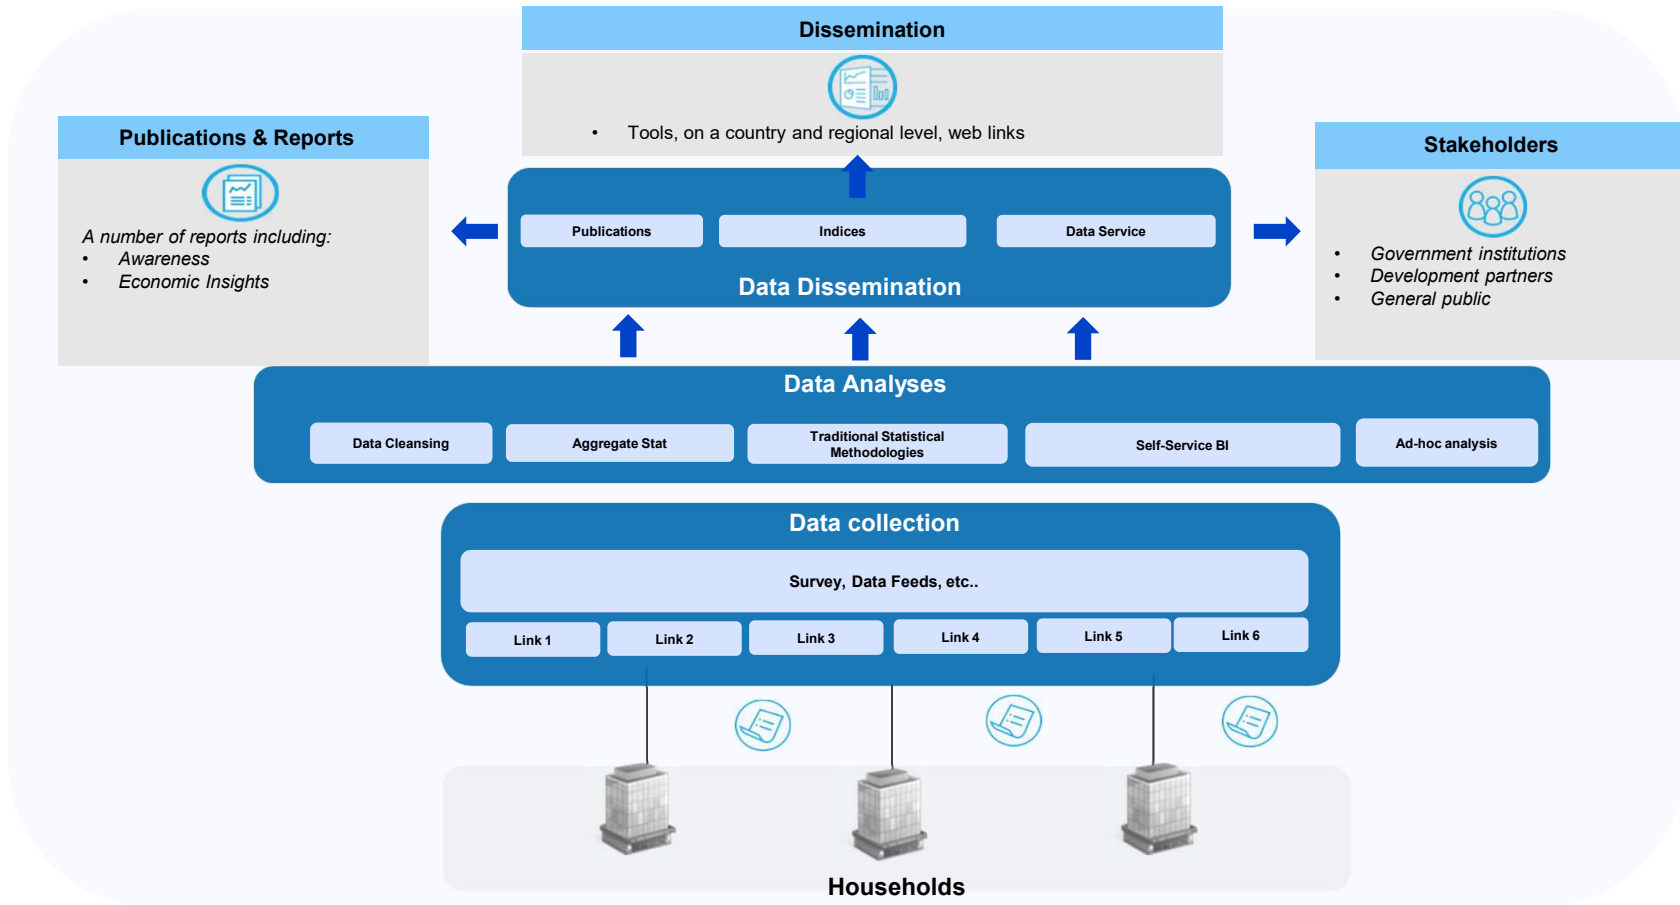 Dissemination
• Tools, on a country and regional level, web links
Publications & Reports
A number of reports including:
• Awareness
• Economic Insights
Stakeholders
• Government institutions
• Development partners
• General public
Publications
Indices
Data Service
Data Dissemination
Data Analyses
Data Cleansing
Aggregate Stat
Traditional Statistical
Methodologies
Self-Service BI
Ad-hoc analysis
Data collection
Survey, Data Feeds, etc..
Link 1
Link 2
Link 3
Link 4
Link 5
Link 6
Households